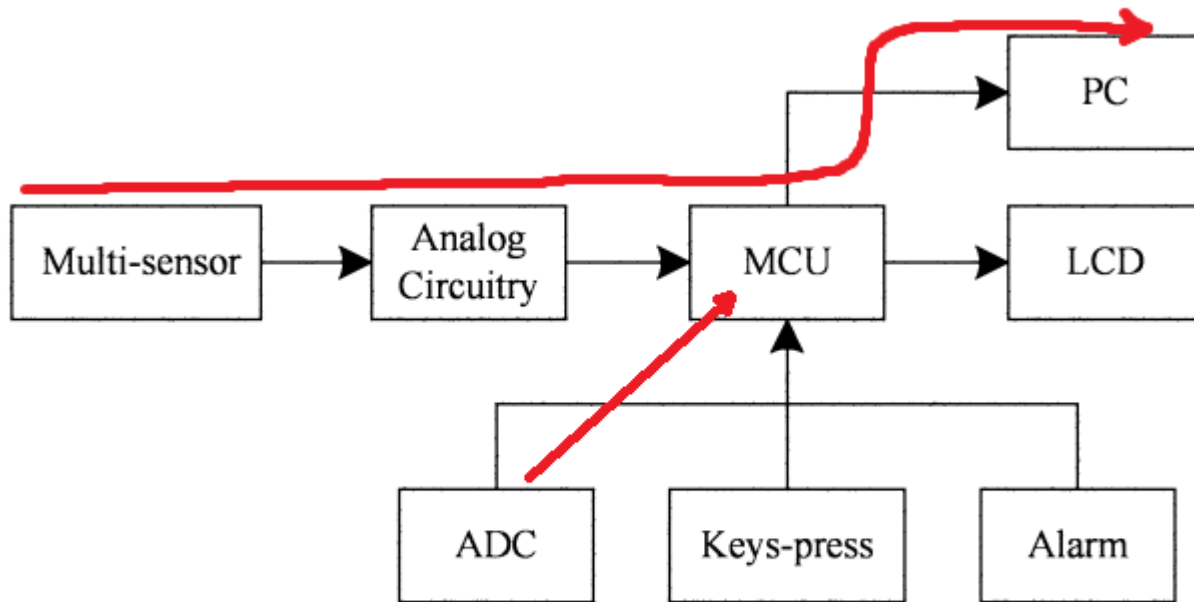 PC
Multi-sensor
Analog
Circuitry
MCU
LCD
ADC
Keys-press
Alarm